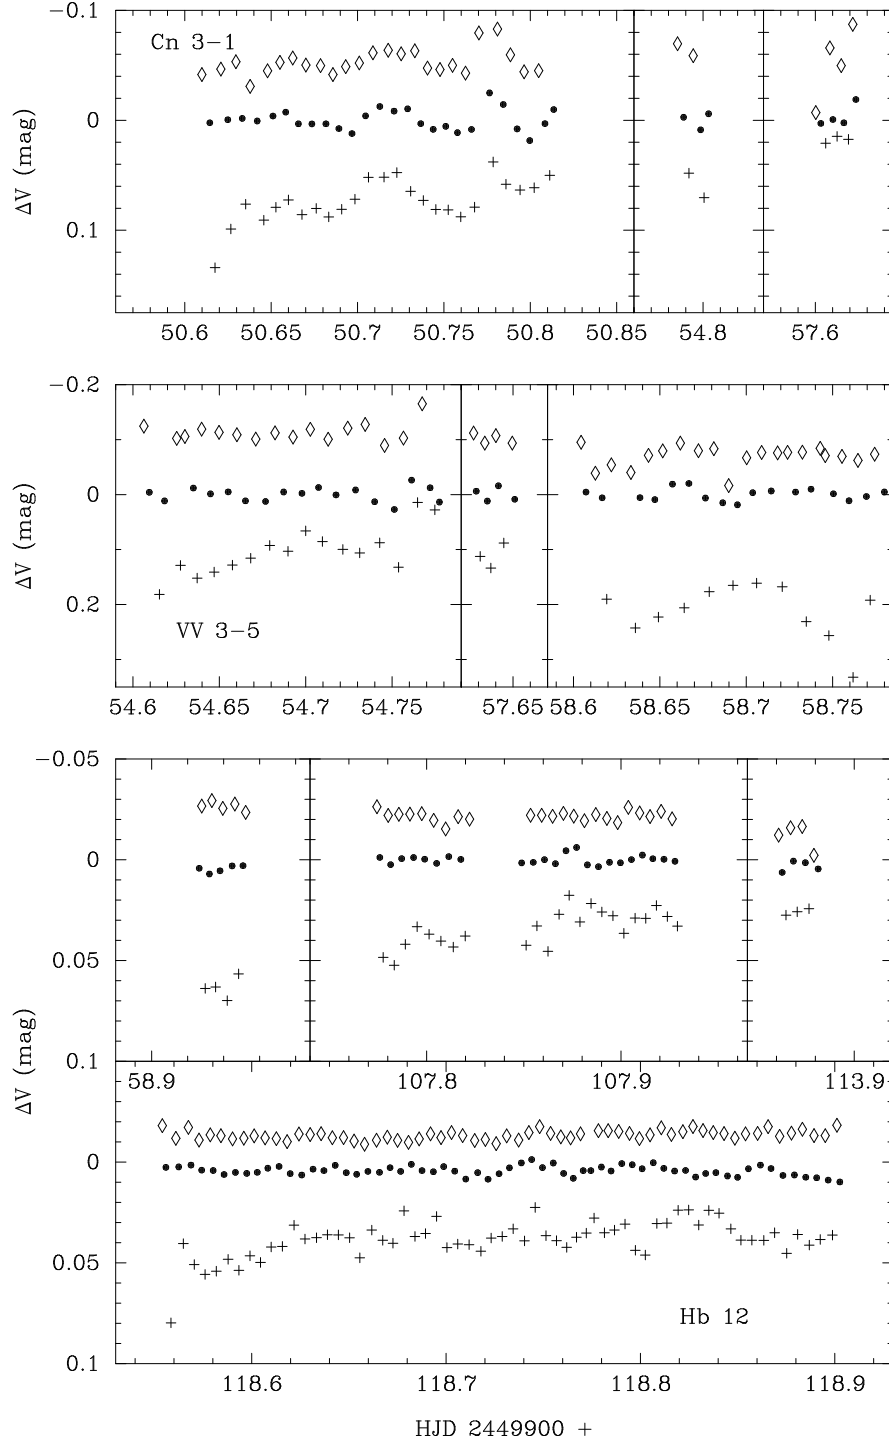 −0.1
Cn 3−1
0
ΔV (mag)
0.1
50.6 50.65 50.7 50.75 50.8 50.85 54.8 57.6
−0.2
0
ΔV (mag)
0.2
VV 3−5
54.6 54.65 54.7 54.75 57.65 58.6 58.65 58.7 58.75
−0.05
0
0.05
ΔV (mag)
0.1
58.9 107.8 107.9 113.9
0
0.05
Hb 12
0.1
118.6 118.7 118.8 118.9
HJD 2449900 +